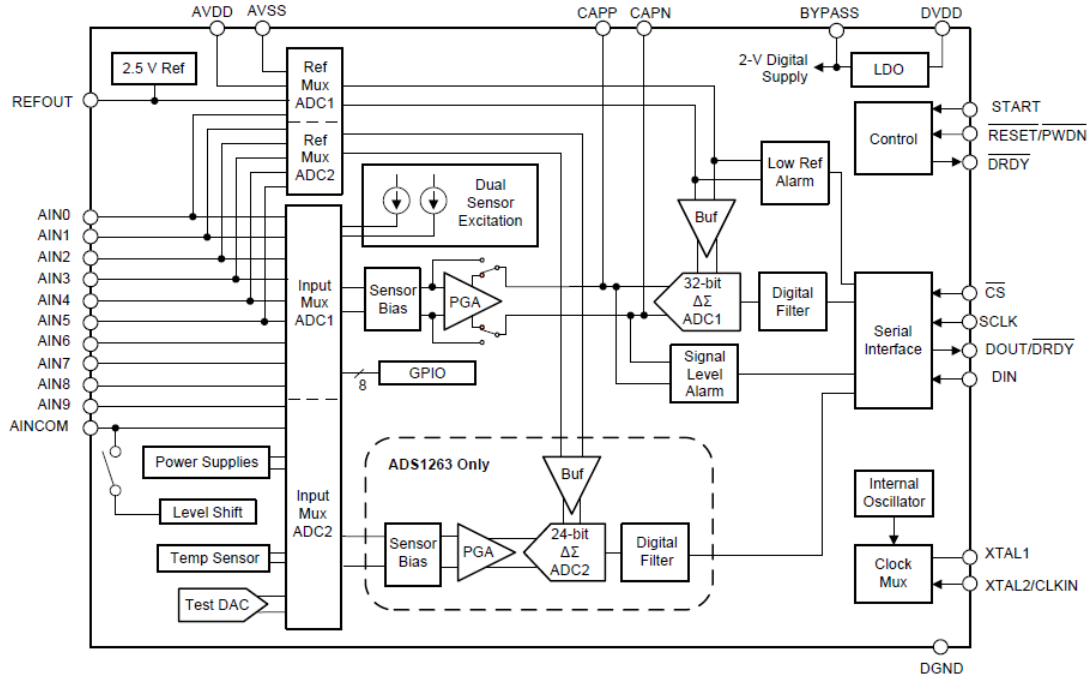 AVDD
AVSS
CAPP
CAPN
BYPASS
DVDD
2.5 V Ref
Ref
Mux
ADC1
2-V Digital
Supply
LDO
REFOUT
START
RESET/PWDN
DRDY
Control
Ref
Mux
ADC2
Low Ref
Alarm
Dual
Sensor
Excitation
Buf
AIN0
AIN1
AIN2
AIN3
AIN4
AIN5
AIN6
AIN7
AIN8
AIN9
AINCOM
Input
Mux
ADC1
Sensor
Bias
PGA
32-bit
ΔΣ
ADC1
Digital
Filter
Serial
Interface
CS
SCLK
DOUT/DRDY
DIN
Signal
Level
Alarm
8
GPIO
Power Supplies
Level Shift
Temp Sensor
Test DAC
Input
Mux
ADC2
ADS1263 Only
Buf
Sensor
Bias
PGA
24-bit
ΔΣ
ADC2
Digital
Filter
Internal
Oscillator
Clock
Mux
XTAL1
XTAL2/CLKIN
DGND